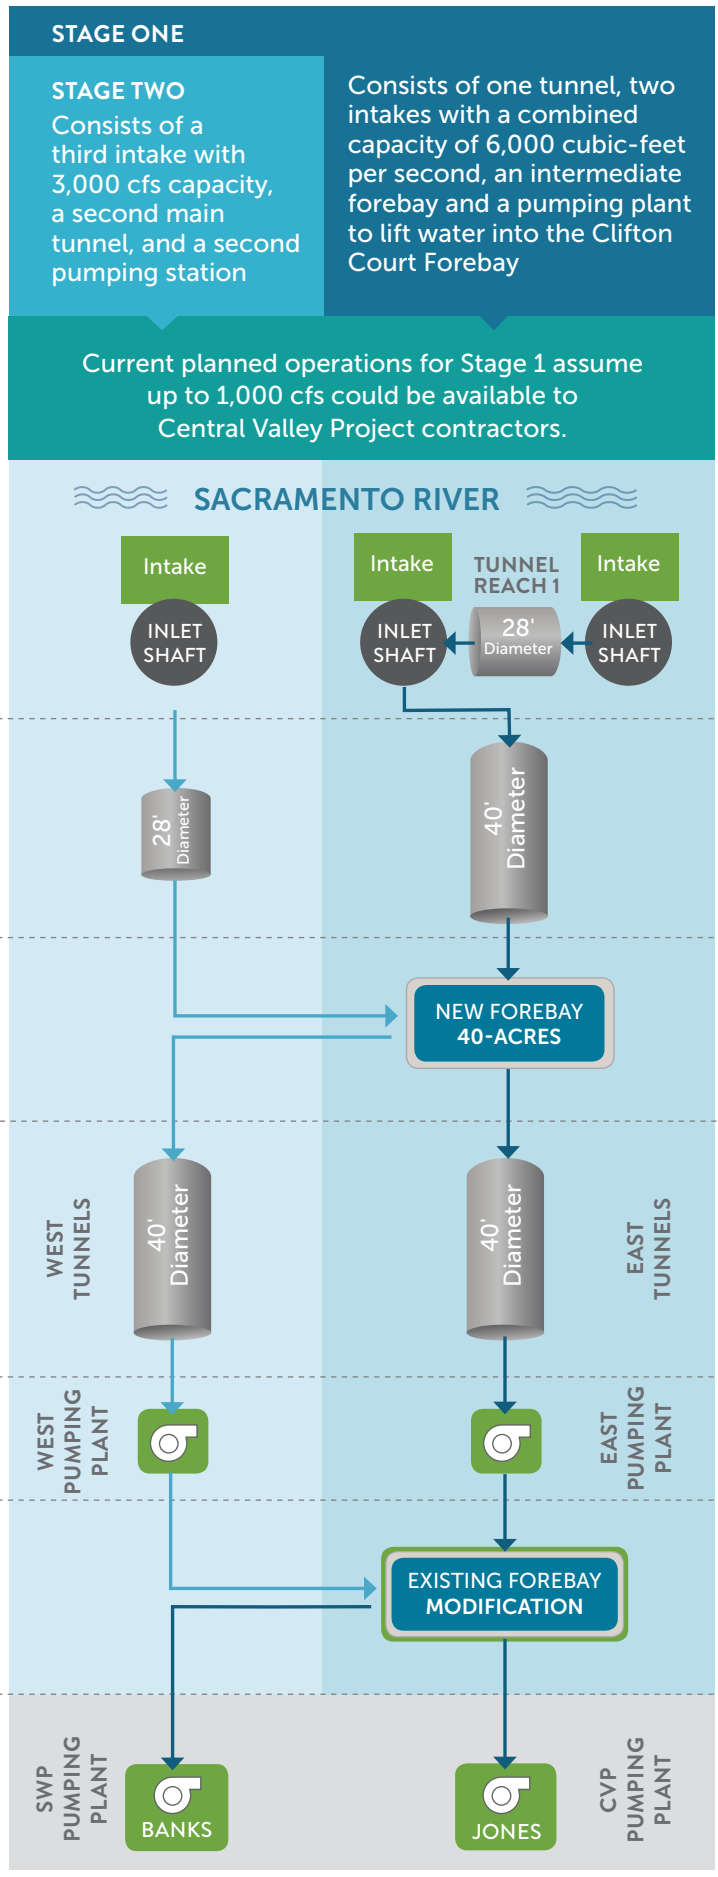 STAGE ONE
STAGE TWO
Consists of a
third intake with
3,000 cfs capacity,
a second main
tunnel, and a second
pumping station
Consists of one tunnel, two
intakes with a combined
capacity of 6,000 cubic-feet
per second, an intermediate
forebay and a pumping plant
to lift water into the Clifton
Court Forebay
Current planned operations for Stage 1 assume
up to 1,000 cfs could be available to
Central Valley Project contractors.
SACRAMENTO RIVER
Intake
INLET
SHAFT
Intake
INLET
SHAFT
TUNNEL
REACH 1
28'
Diameter
Intake
INLET
SHAFT
28'
Diameter
40'
Diameter
NEW FOREBAY
40-ACRES
WEST
TUNNELS
40'
Diameter
40'
Diameter
EAST
TUNNELS
WEST
PUMPING
PLANT
EAST
PUMPING
PLANT
EXISTING FOREBAY
MODIFICATION
SWP
PUMPING
PLANT
BANKS
JONES
CVP
PUMPING
PLANT